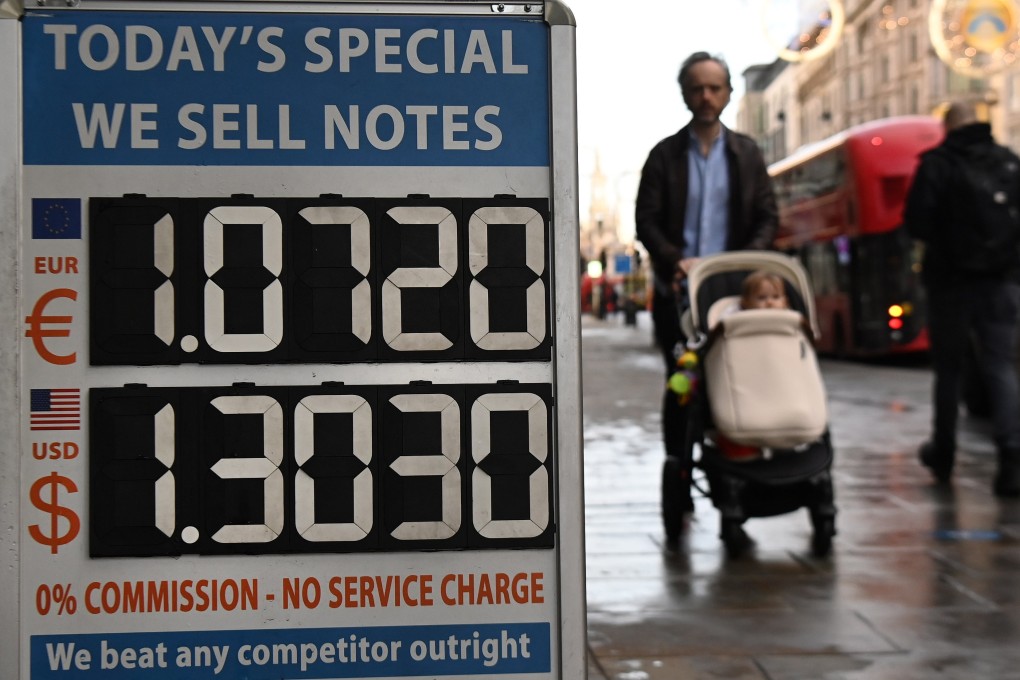 TODAY'S SPECIAL
WE SELL NOTES
EUR
€
1.0720
USD
$
1.3030
0% COMMISSION - NO SERVICE CHARGE
We beat any competitor outright